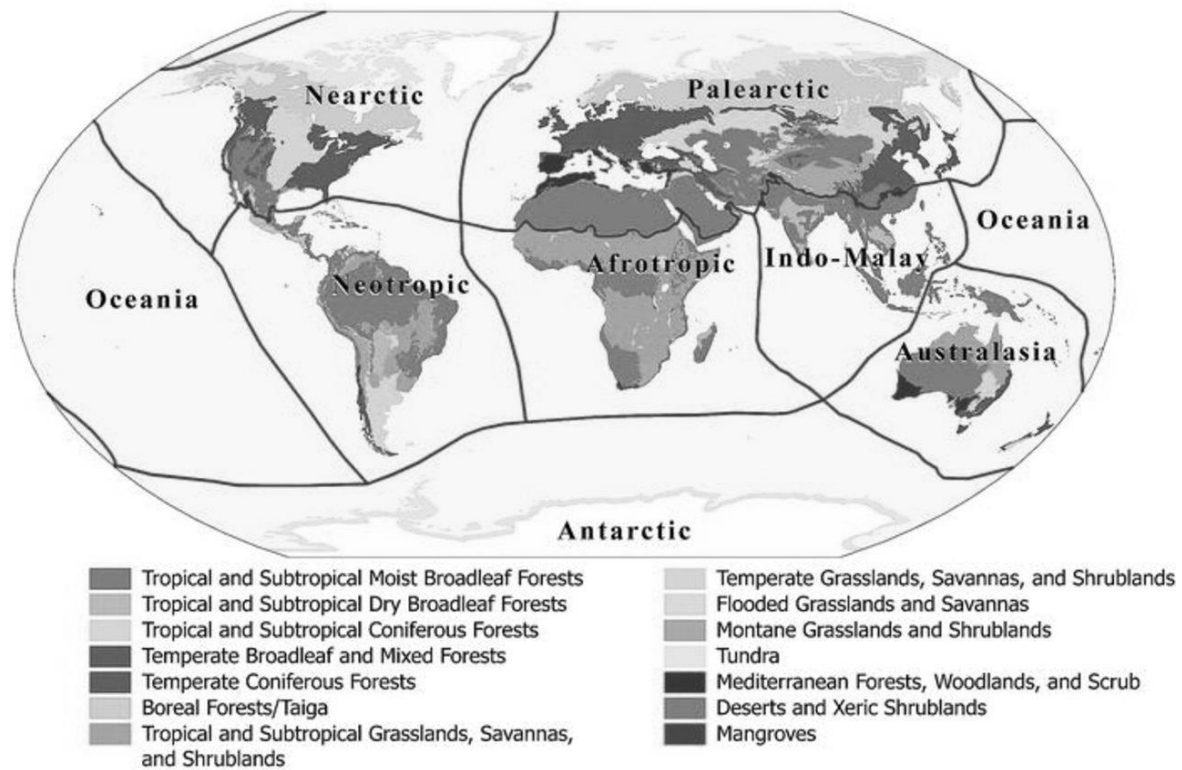 Nearctic
Palearctic
Oceania
Neotropic
Afrotropic
Indo-Malay
Oceania
Australasia
Antarctic
Tropical and Subtropical Moist Broadleaf Forests
Tropical and Subtropical Dry Broadleaf Forests
Tropical and Subtropical Coniferous Forests
Temperate Broadleaf and Mixed Forests
Temperate Coniferous Forests
Boreal Forests/Taiga
Tropical and Subtropical Grasslands, Savannas,
and Shrublands
Temperate Grasslands, Savannas, and Shrublands
Flooded Grasslands and Savannas
Montane Grasslands and Shrublands
Tundra
Mediterranean Forests, Woodlands, and Scrub
Deserts and Xeric Shrublands
Mangroves